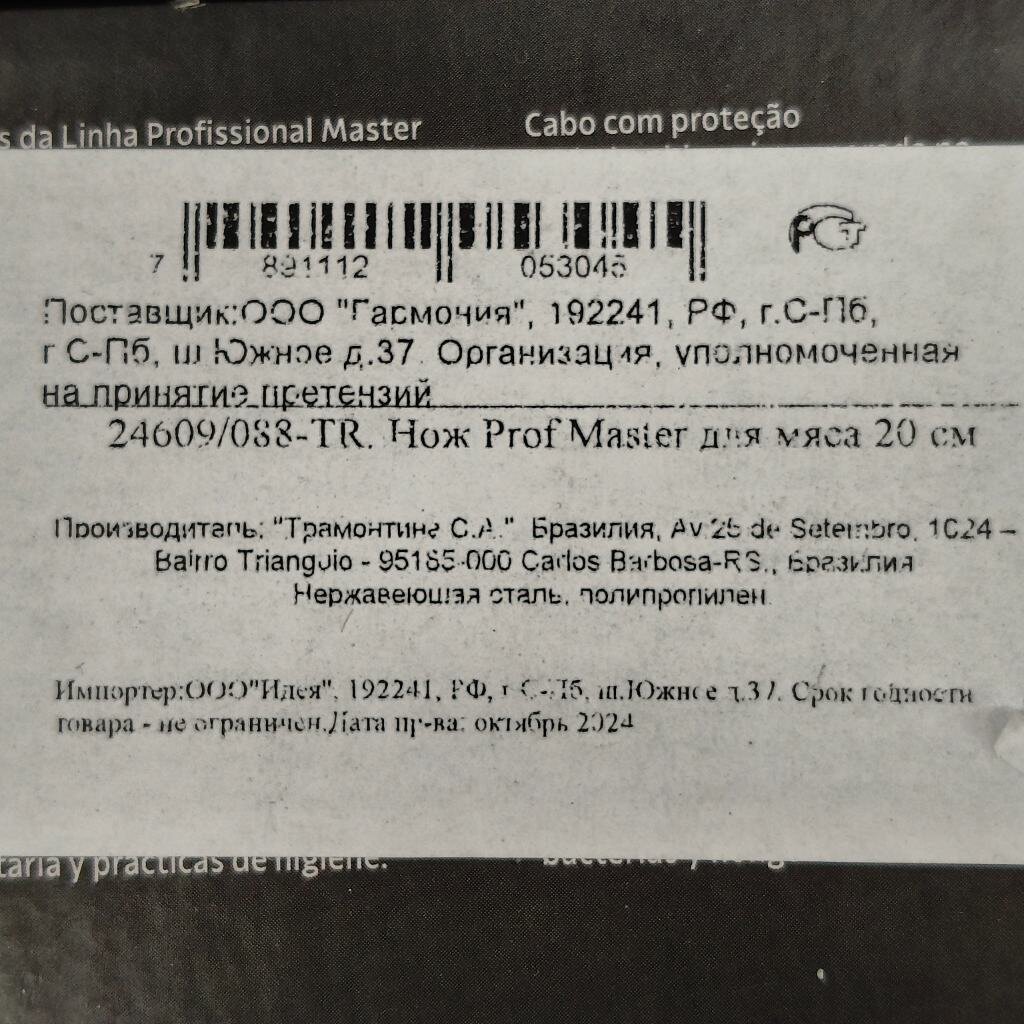 s da Linha Profissional Master
Cabo com proteção
7 891112 053045
Поставщик:ООО "Гармония", 192241, РФ, г.С-Пб,
г С-Пб, ш Южное д.37. Организация, уполномоченная
на принятие претензий
24609/088-TR. Нож Prof Master для мяса 20 см
Производитель: "Трамонтина С.А." Бразилия, Av 25 de Setembro, 1024 –
Bairro Triangulo - 95185-000 Carlos Barbosa-RS., Бразилия
Нержавеющая сталь, полипропилен.
Импортер:ООО"Идея", 192241, РФ, г С-Пб, ш.Южное д.37. Срок годности
товара - не ограничен.Дата пр-ва: октябрь 2024
taria y prácticas de higiene.